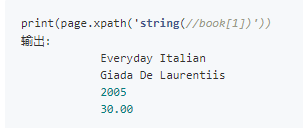 print(page.xpath('string(//book[1])'))
输出:
Everyday Italian
Giada De Laurentiis
2005
30.00